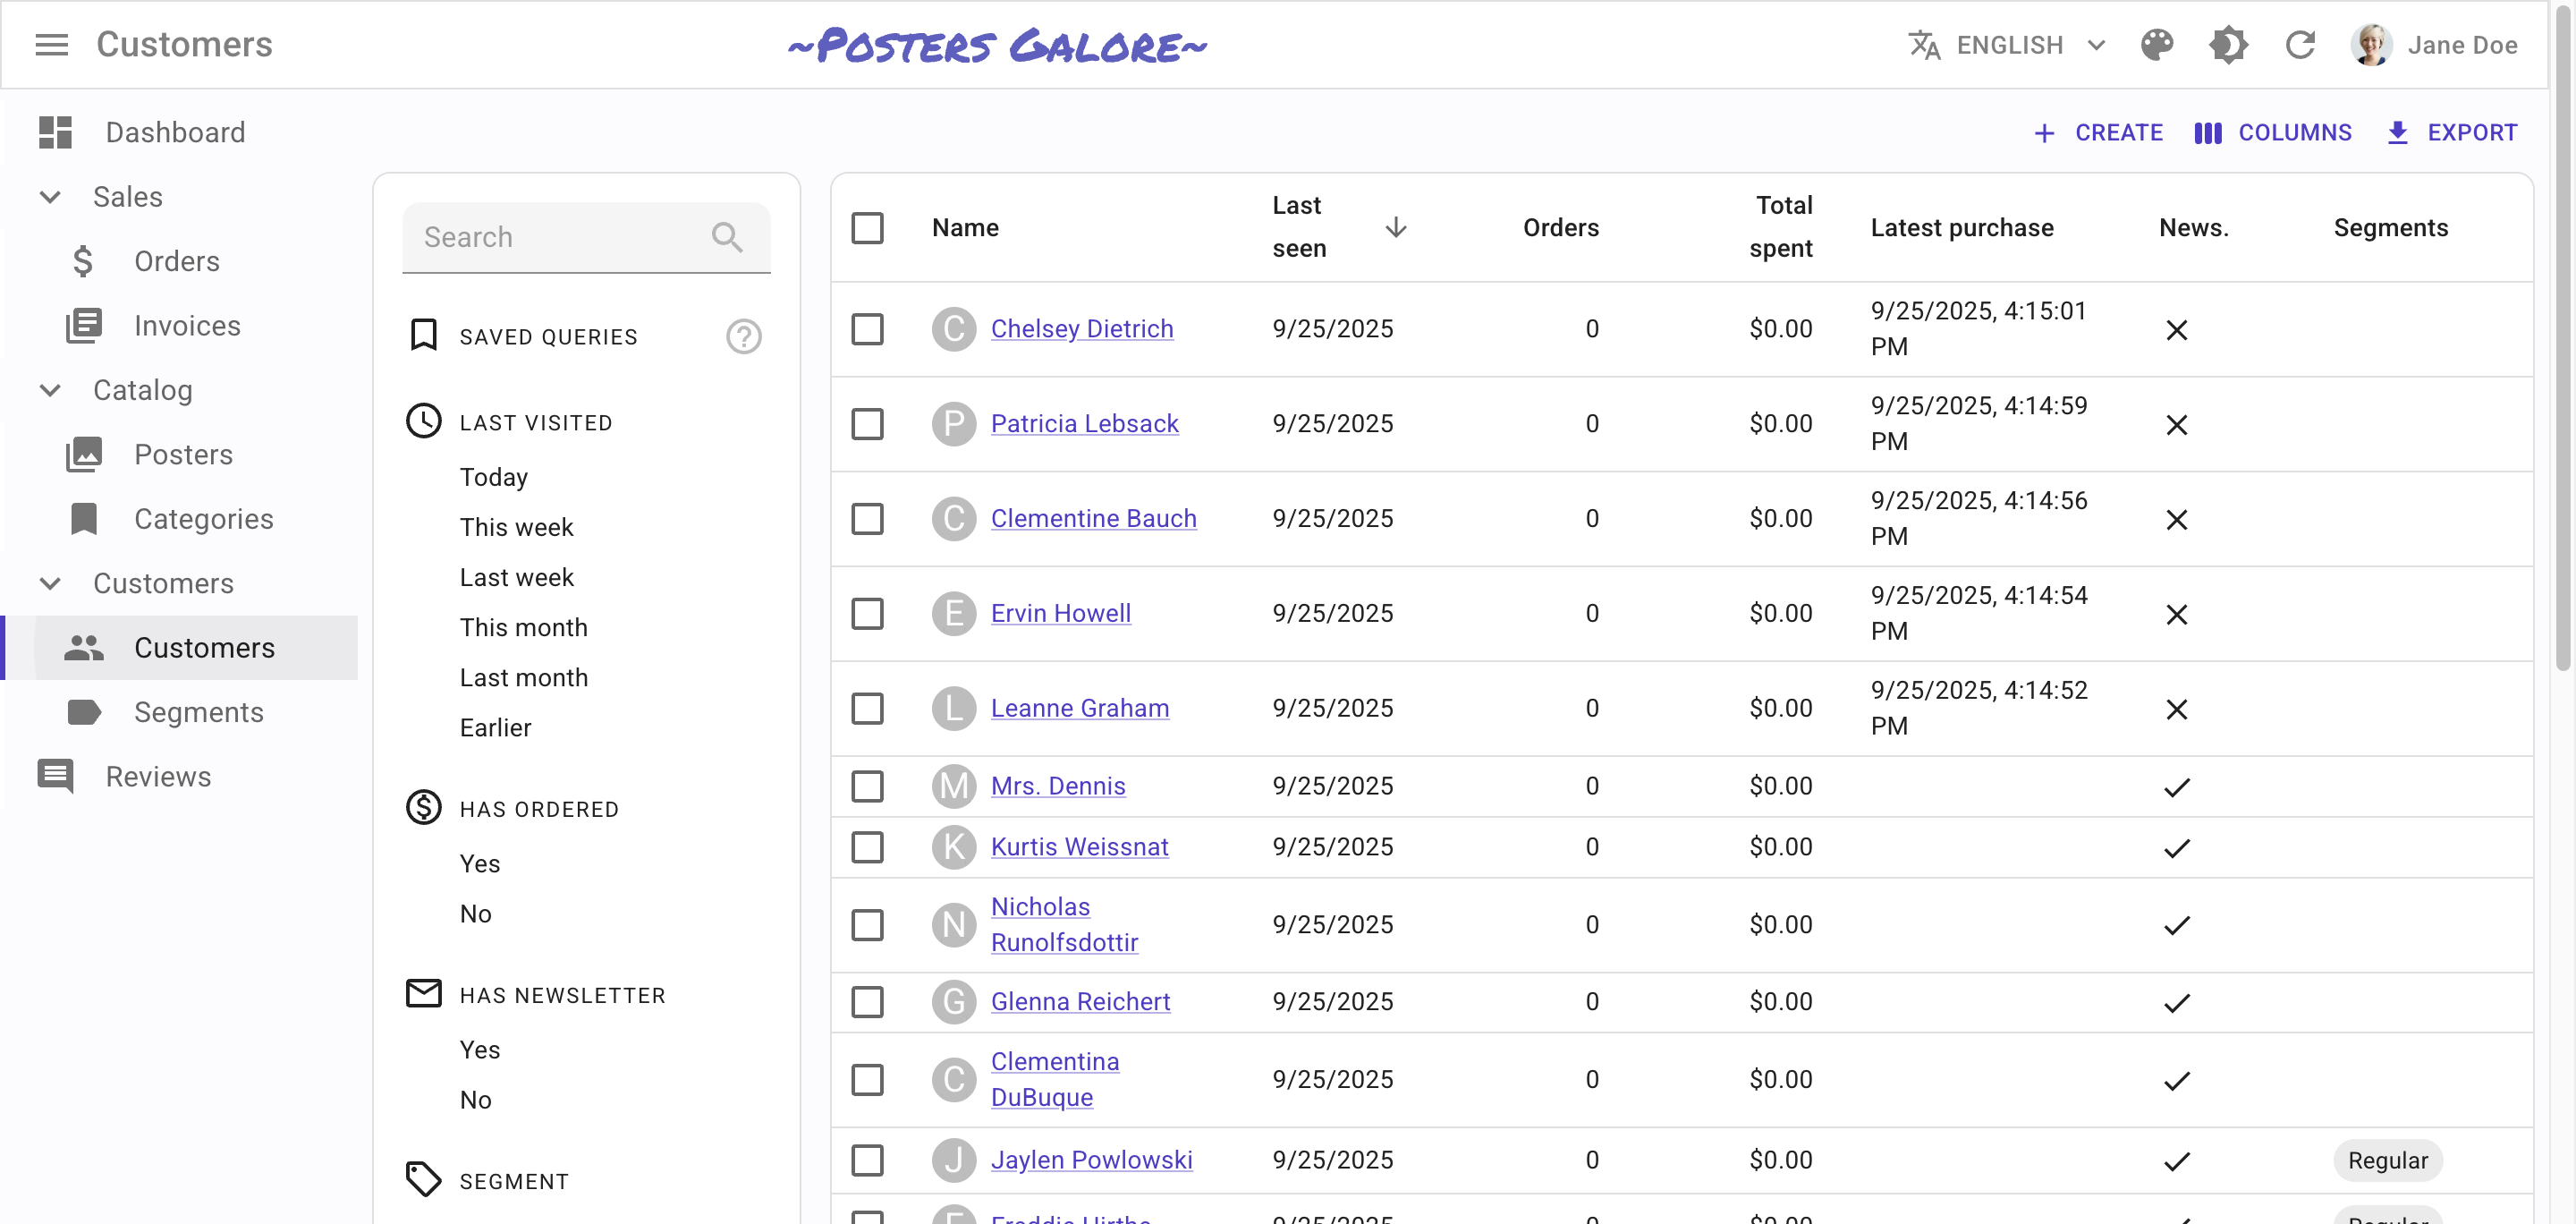 Customers
~Posters Galore~
ENGLISH
Jane Doe
Dashboard
Sales
Orders
Invoices
Catalog
Posters
Categories
Customers
Customers
Segments
Reviews
CREATE
COLUMNS
EXPORT
Search
SAVED QUERIES
LAST VISITED
Today
This week
Last week
This month
Last month
Earlier
HAS ORDERED
Yes
No
HAS NEWSLETTER
Yes
No
SEGMENT
Name Last seen Orders Total spent Latest purchase News. Segments
C Chelsey Dietrich 9/25/2025 0 $0.00 9/25/2025, 4:15:01 PM
P Patricia Lebsack 9/25/2025 0 $0.00 9/25/2025, 4:14:59 PM
C Clementine Bauch 9/25/2025 0 $0.00 9/25/2025, 4:14:56 PM
E Ervin Howell 9/25/2025 0 $0.00 9/25/2025, 4:14:54 PM
L Leanne Graham 9/25/2025 0 $0.00 9/25/2025, 4:14:52 PM
M Mrs. Dennis 9/25/2025 0 $0.00
K Kurtis Weissnat 9/25/2025 0 $0.00
N Nicholas Runolfsdottir 9/25/2025 0 $0.00
G Glenna Reichert 9/25/2025 0 $0.00
C Clementina DuBuque 9/25/2025 0 $0.00
J Jaylen Powlowski 9/25/2025 0 $0.00 Regular